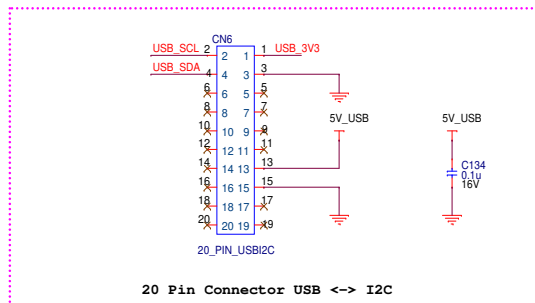 CN6
USB_SCL 2 2 1 1 USB_3V3
USB_SDA 4 4 3 3
6 6 5 5
8 8 7 7
5V_USB 5V_USB
10 10 9 9
12 12 11 11
14 14 13 13
C134
0.1u
16V
16 16 15 15
18 18 17 17
20 20 19 19
20_PIN_USBI2C
20 Pin Connector USB <-> I2C